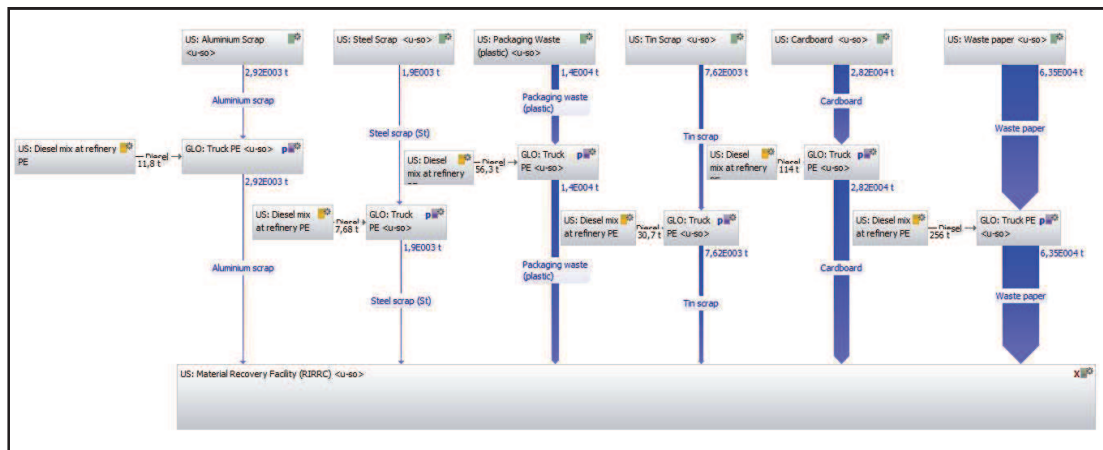 US: Aluminium Scrap
<u-so>
US: Steel Scrap <u-so>
US: Packaging Waste
(plastic) <u-so>
US: Tin Scrap <u-so>
US: Cardboard <u-so>
US: Waste paper <u-so>
2,92E003 t
1,9E003 t
1,4E004 t
7,62E003 t
2,82E004 t
6,35E004 t
Aluminium scrap
Packaging waste
(plastic)
Cardboard
Steel scrap (St)
Tin scrap
Waste paper
US: Diesel mix at refinery
PE
Diesel
11,8 t
GLO: Truck PE <u-so>
p
2,92E003 t
US: Diesel
mix at refinery
Diesel
56,3 t
GLO: Truck
PE <u-so>
p
1,4E004 t
US: Diesel
mix at refinery PE
Diesel
114 t
GLO: Truck
PE <u-so>
p
2,82E004 t
US: Diesel mix
at refinery PE
Diesel
7,68 t
GLO: Truck
PE <u-so>
p
1,9E003 t
US: Diesel mix
at refinery PE
Diesel
30,7 t
GLO: Truck
PE <u-so>
p
7,62E003 t
US: Diesel mix
at refinery PE
Diesel
256 t
GLO: Truck PE
<u-so>
p
6,35E004 t
Aluminium scrap
Packaging waste
(plastic)
Cardboard
Steel scrap (St)
Tin scrap
Waste paper
US: Material Recovery Facility (RIRRC) <u-so>
X